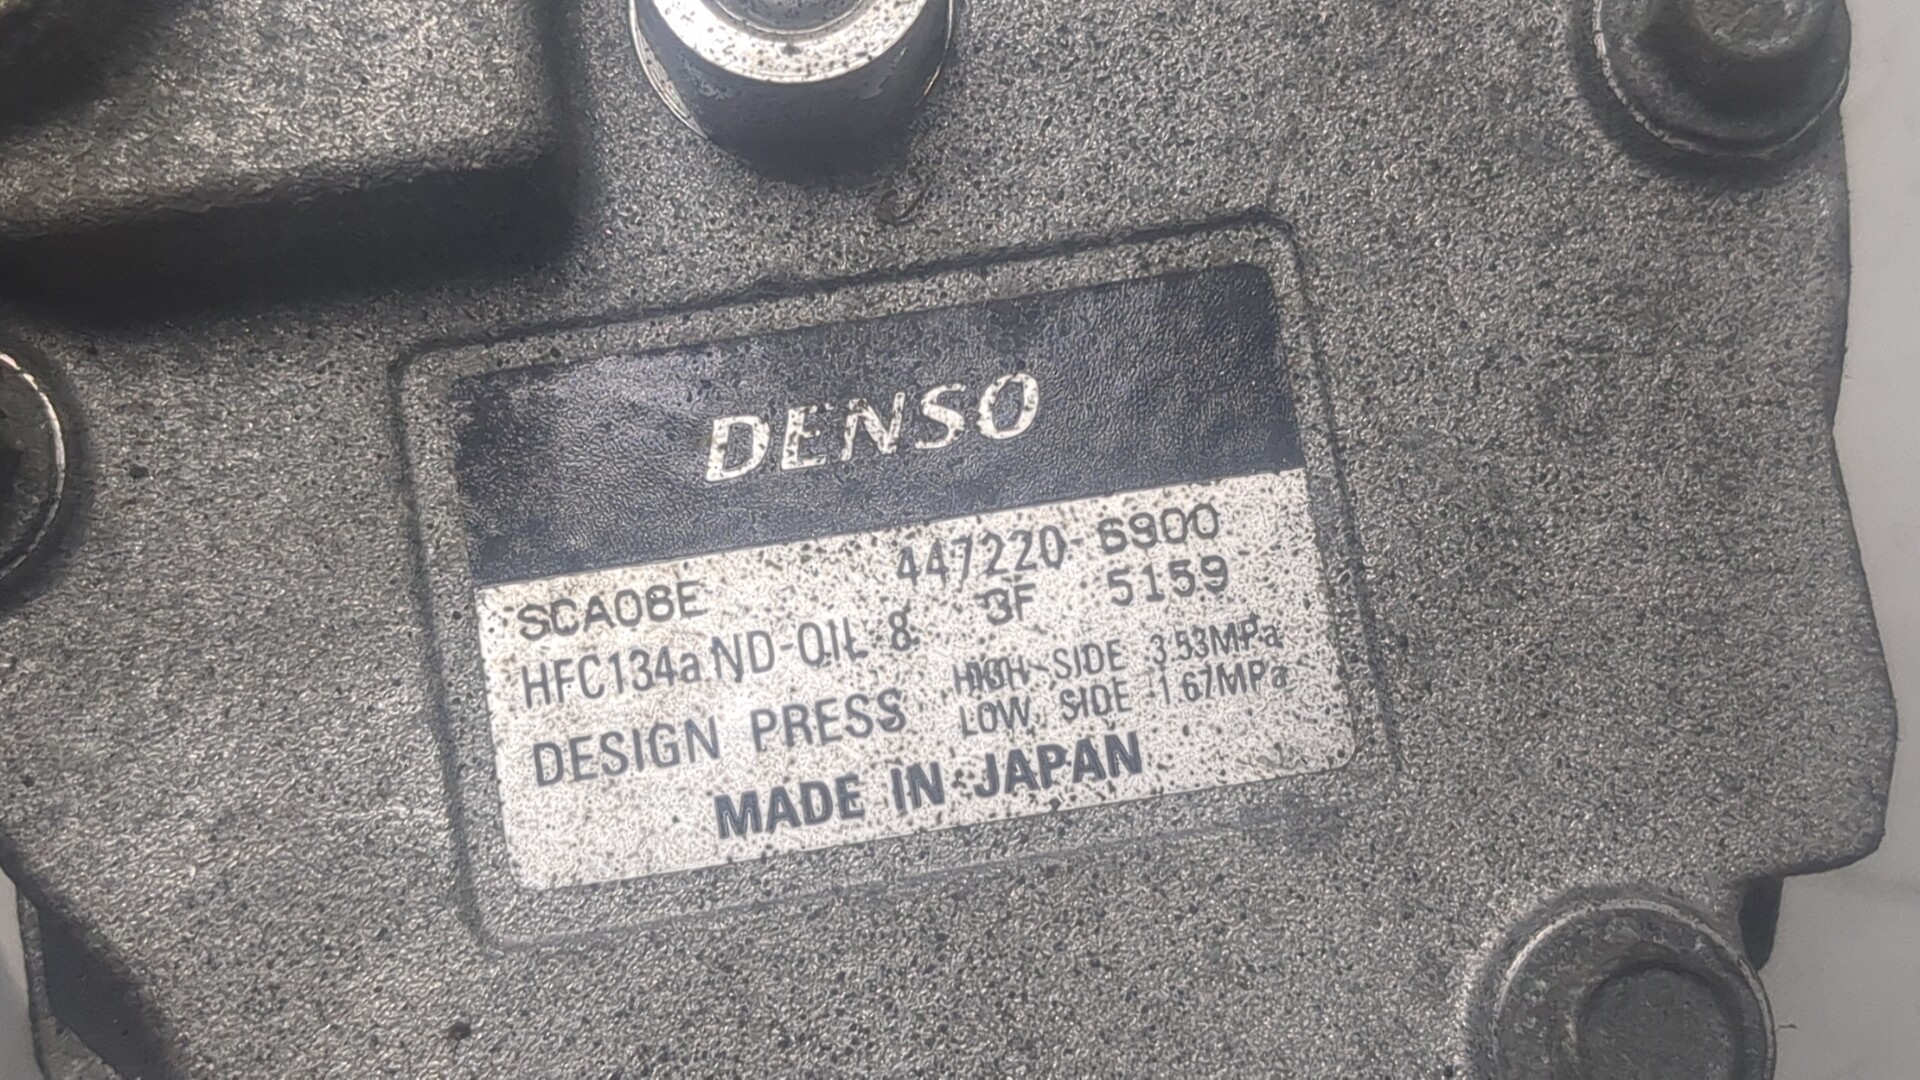 DENSO
SCA08E 447220-6900
HFC134a ND-OIL 8 3F 5159
DESIGN PRESS HIGH SIDE 3.53MPa
LOW SIDE 1.67MPa
MADE IN JAPAN